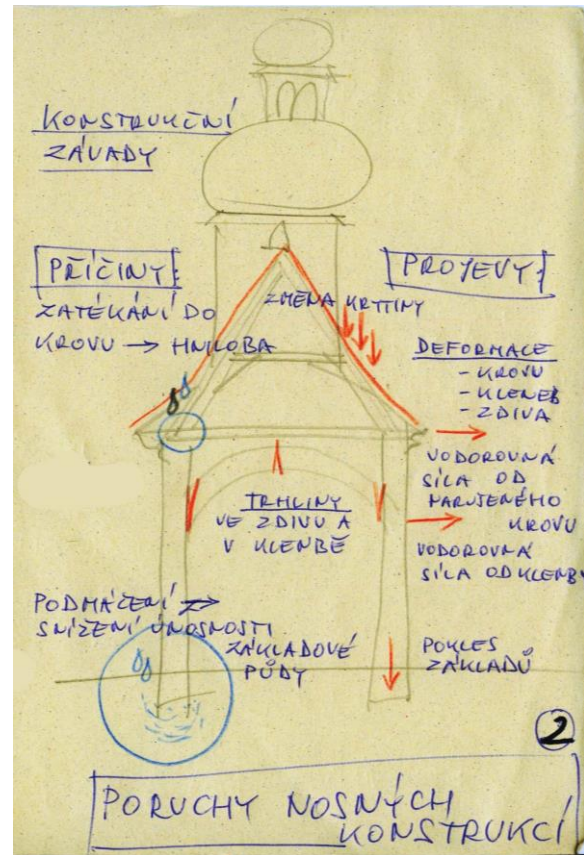 KONSTRUKČNÍ
ZÁVADY
PŘÍČINY:
ZATÉKÁNÍ DO
KROVU → HNILOBA
ZMĚNA KRYTINY
PROJEVY:
DEFORMACE
- KROVU
- KLENEB
- ZDIVA
VODOROVNÁ
SÍLA OD
NARUŠENÉHO
KROVU
VODOROVNÁ
SÍLA OD KLENBY
TRHLINY
VE ZDIVU A
V KLENBĚ
PODMÁČENÍ →
SNÍŽENÍ ÚNOSNOSTI
ZÁKLADOVÉ
PŮDY
POKLES
ZÁKLADŮ
2
PORUCHY NOSNÝCH
KONSTRUKCÍ